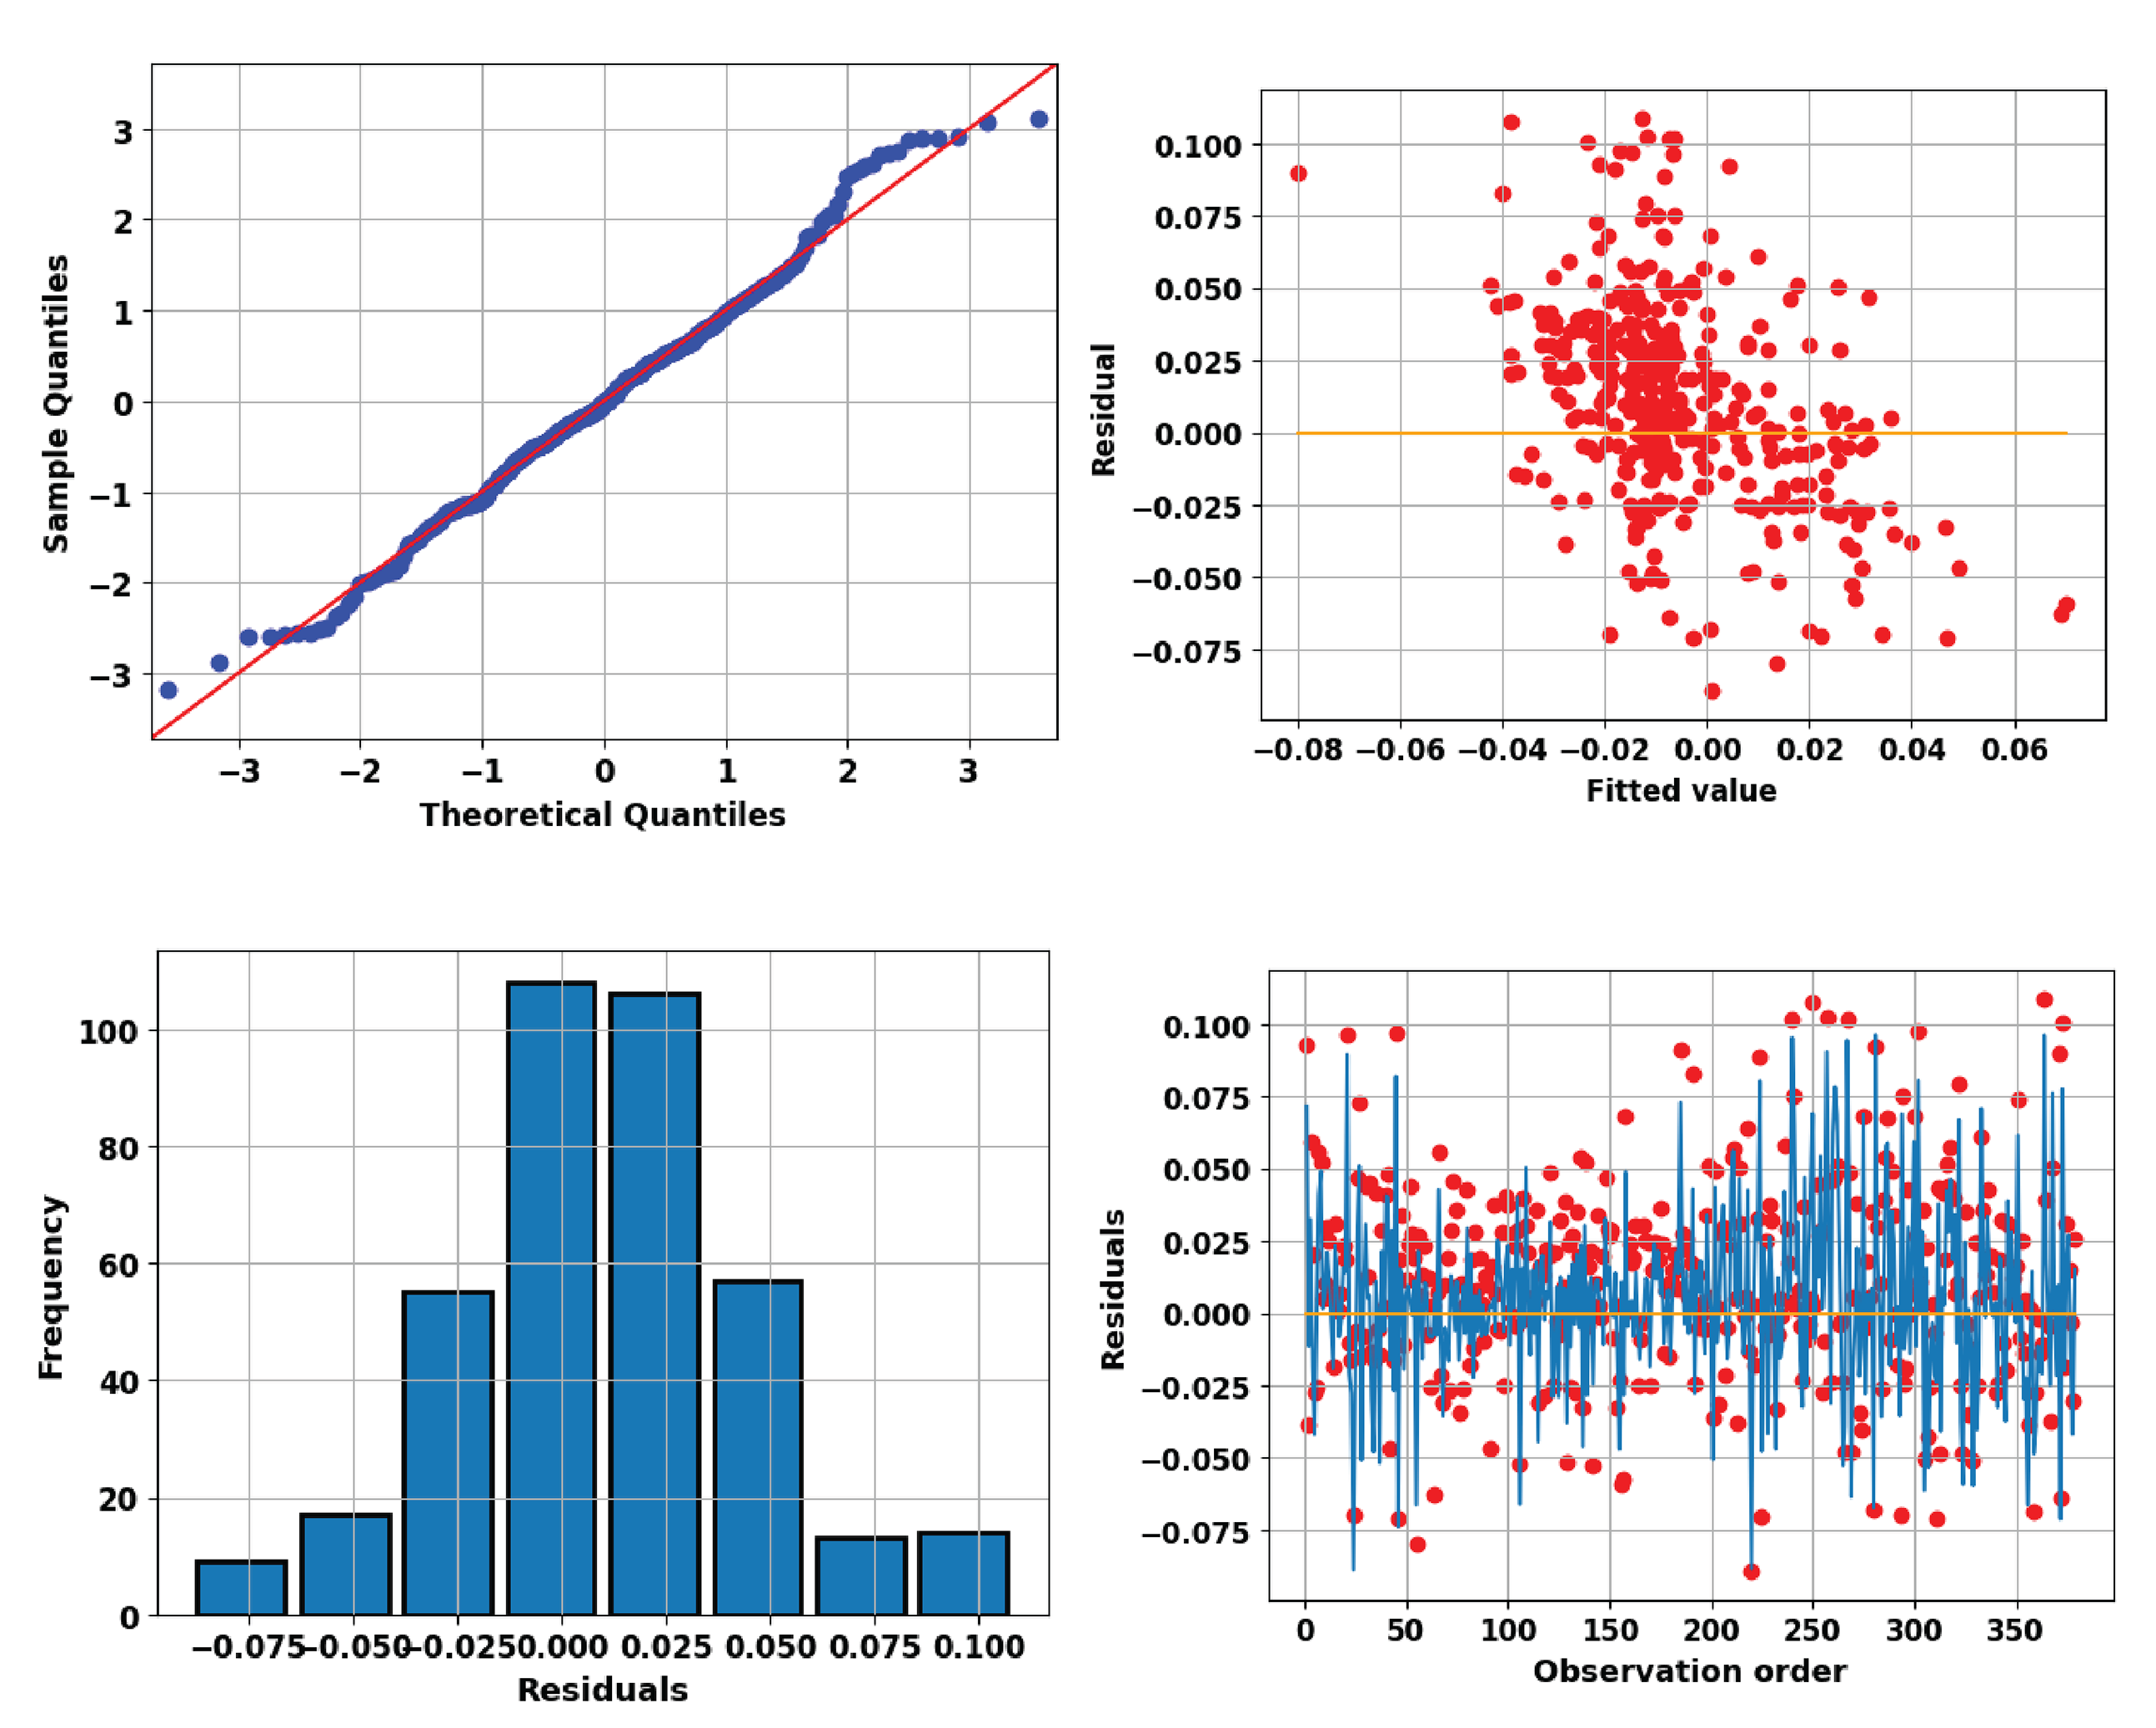 3
2
1
0
−1
−2
−3
Sample Quantiles
−3 −2 −1 0 1 2 3
Theoretical Quantiles
0.100
0.075
0.050
0.025
0.000
−0.025
−0.050
−0.075
Residual
−0.08 −0.06 −0.04 −0.02 0.00 0.02 0.04 0.06
Fitted value
100
80
60
40
20
0
Frequency
−0.075 −0.050 −0.025 0.000 0.025 0.050 0.075 0.100
Residuals
0.100
0.075
0.050
0.025
0.000
−0.025
−0.050
−0.075
Residuals
0 50 100 150 200 250 300 350
Observation order